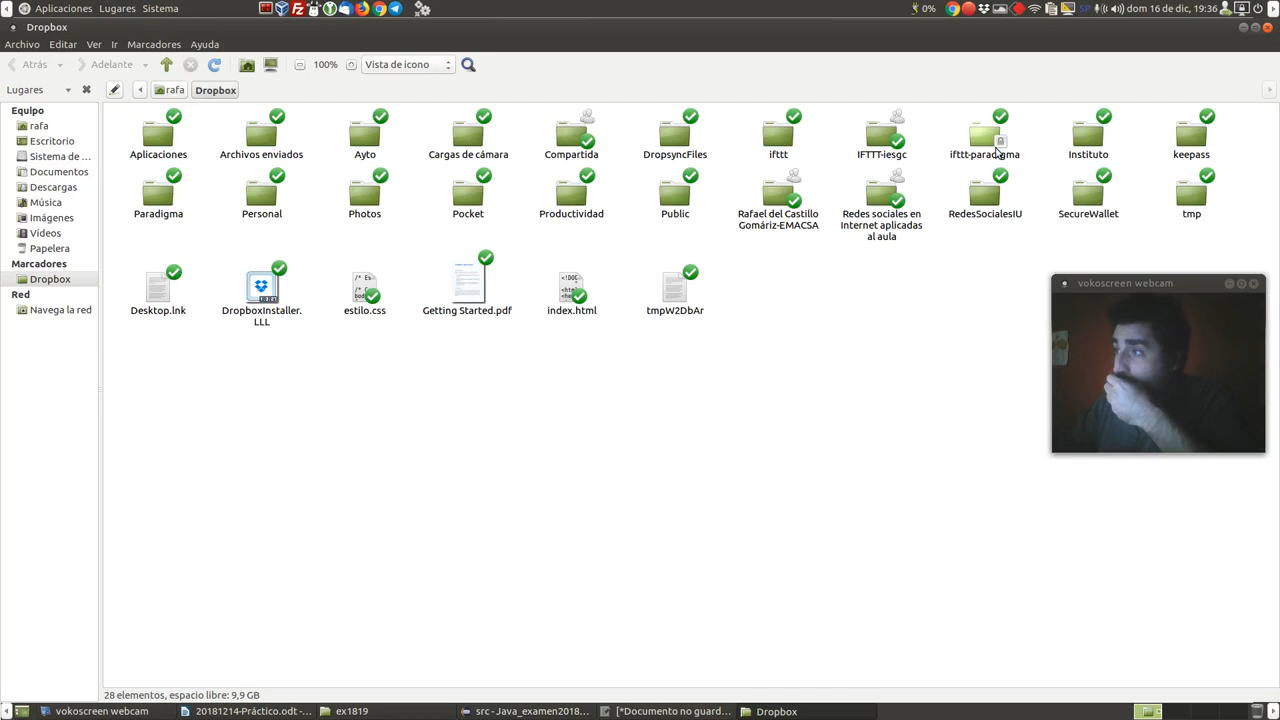 Aplicaciones Lugares Sistema 0% SP dom 16 de dic, 19:36
Dropbox
Archivo Editar Ver Ir Marcadores Ayuda
Atrás Adelante 100% Vista de icono
Lugares rafa Dropbox
Equipo
rafa
Escritorio
Sistema de ...
Documentos
Descargas
Música
Imágenes
Vídeos
Papelera
Marcadores
Dropbox
Red
Navega la red
Aplicaciones Archivos enviados Ayto Cargas de cámara Compartida DropsyncFiles ifttt IFTTT-iesgc ifttt-paradigma Instituto keepass
Paradigma Personal Photos Pocket Productividad Public Rafael del Castillo Redes sociales en RedesSocialesIU SecureWallet tmp
Gomáriz-EMACSA Internet aplicadas
al aula
Desktop.lnk DropboxInstaller. estilo.css Getting Started.pdf index.html tmpW2DbAr
LLL
vokoscreen webcam
28 elementos, espacio libre: 9,9 GB
vokoscreen webcam 20181214-Práctico.odt -... ex1819 src - Java_examen2018... [*Documento no guard... Dropbox